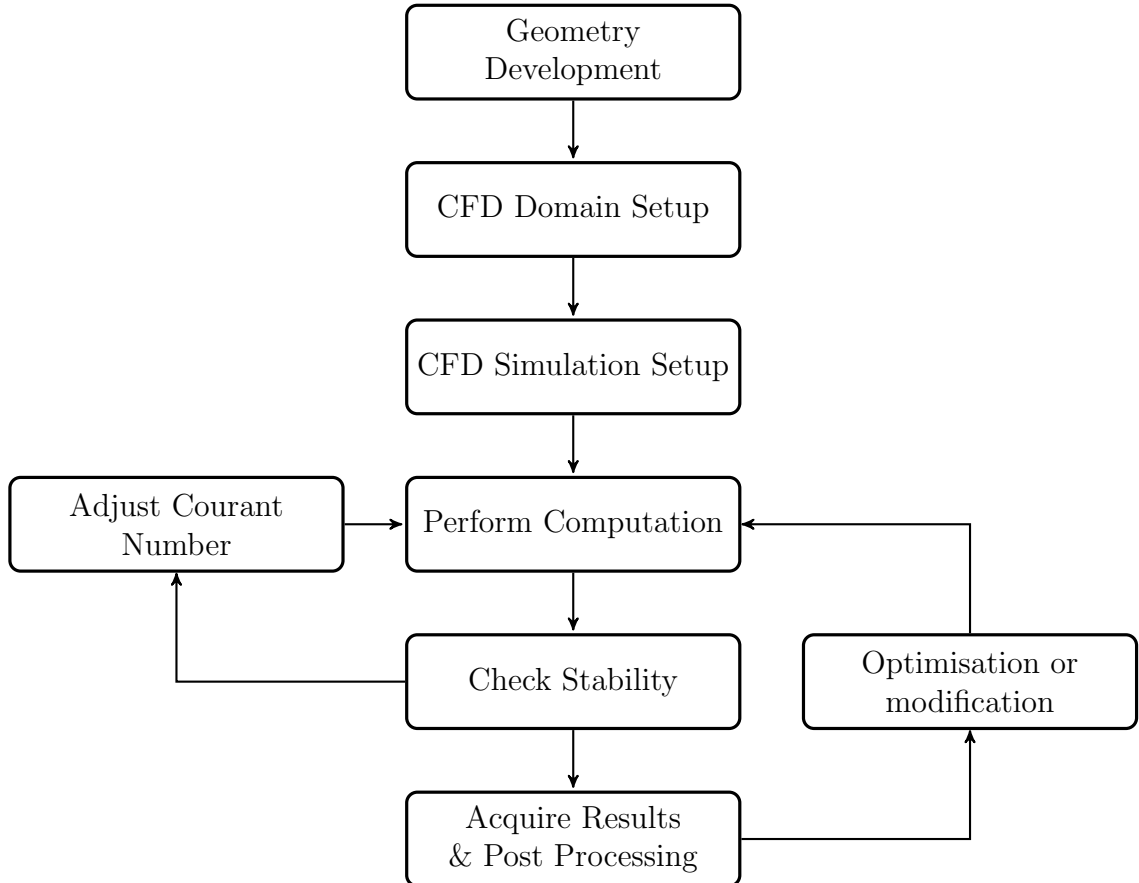 Geometry
Development
CFD Domain Setup
CFD Simulation Setup
Adjust Courant
Number
Perform Computation
Check Stability
Optimisation or
modification
Acquire Results
& Post Processing